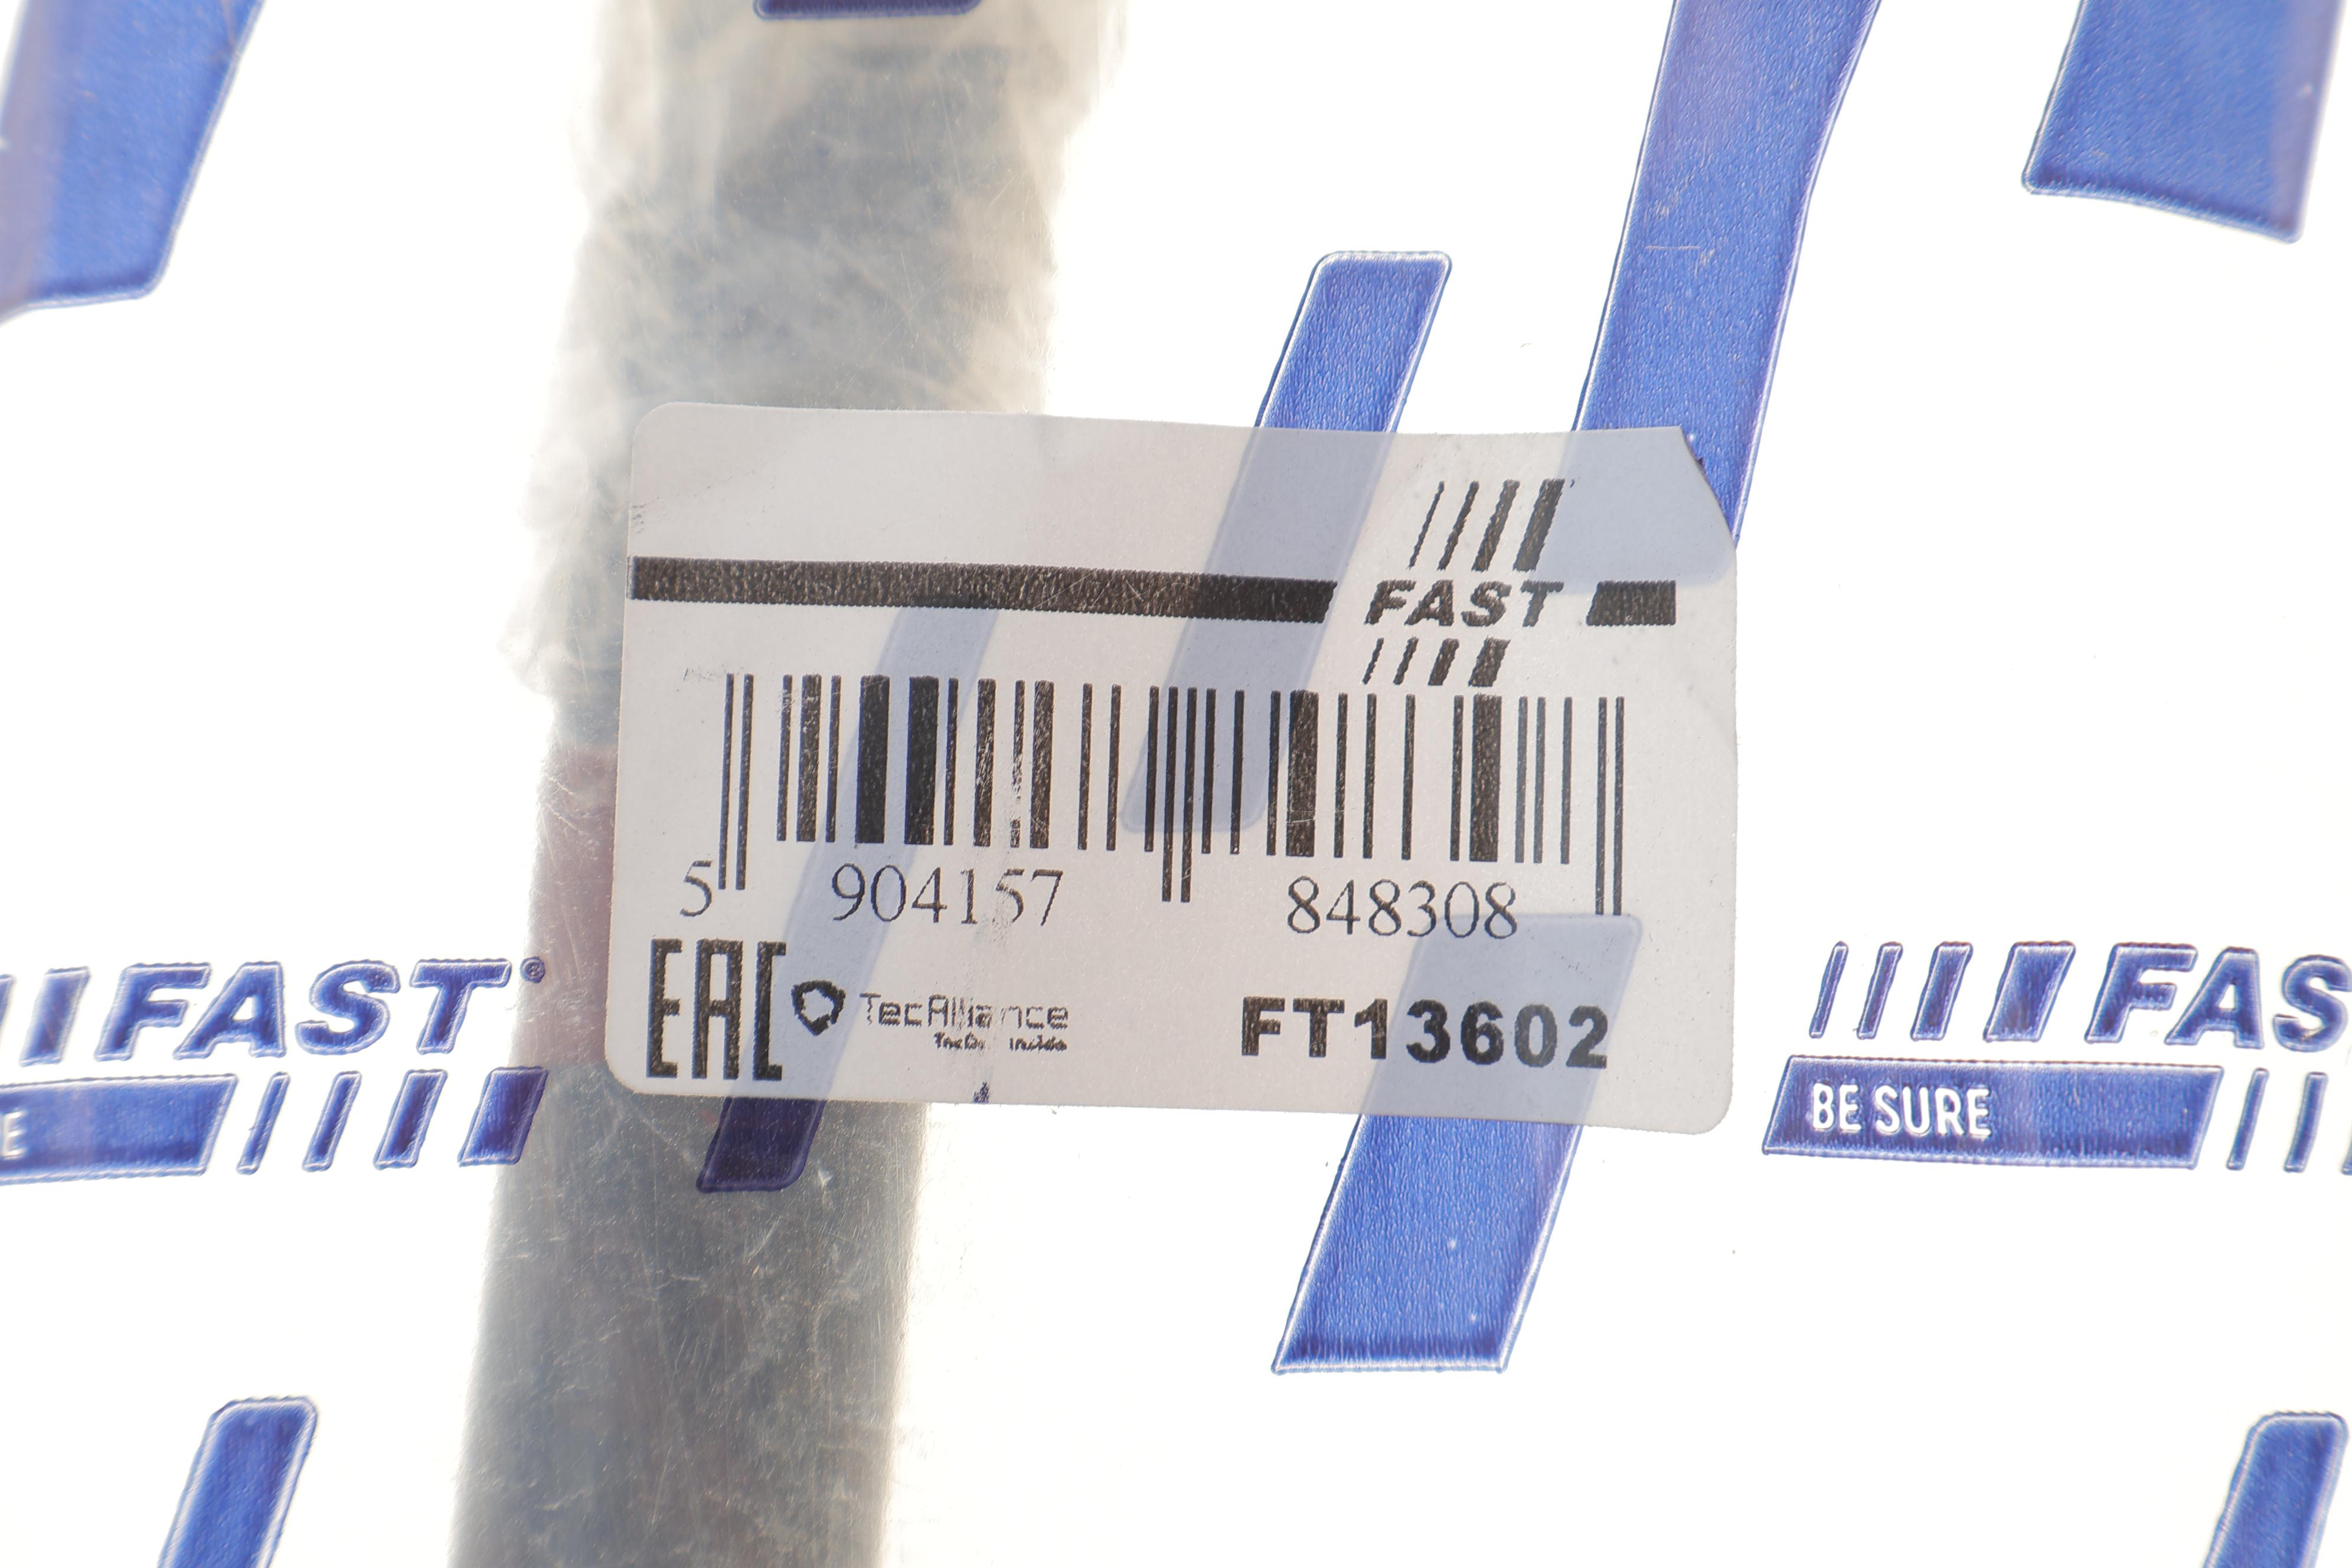 FAST
5 904157 848308
EAC TecAlliance FT13602
FAST®
FAS
BE SURE
E